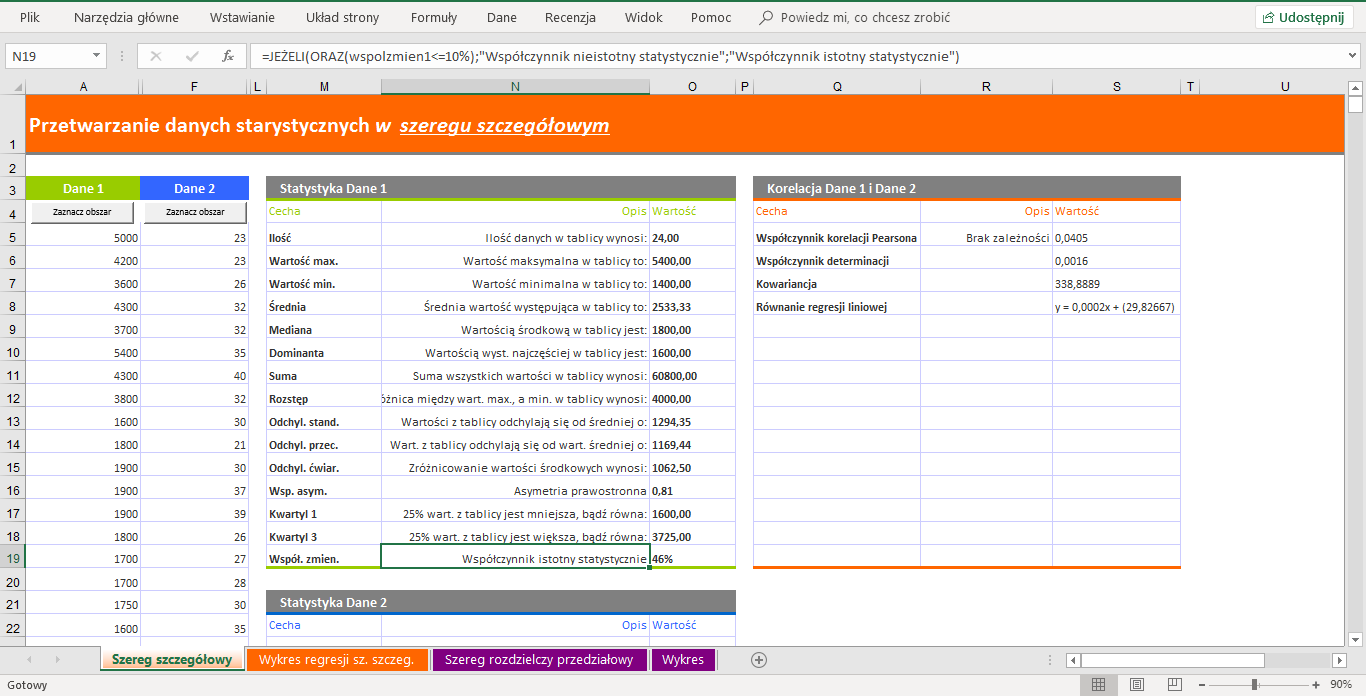 Plik Narzędzia główne Wstawianie Układ strony Formuły Dane Recenzja Widok Pomoc Powiedz mi, co chcesz zrobić Udostępnij
N19 fx =JEŻELI(ORAZ(wspolzmien1<=10%);"Współczynnik nieistotny statystycznie";"Współczynnik istotny statystycznie")
A F L M N O P Q R S T U
1 Przetwarzanie danych starystycznych w szeregu szczegółowym
2
3 Dane 1 Dane 2 Statystyka Dane 1 Korelacja Dane 1 i Dane 2
4 Zaznacz obszar Zaznacz obszar Cecha Opis Wartość Cecha Opis Wartość
5 5000 23 Ilość Ilość danych w tablicy wynosi: 24,00 Współczynnik korelacji Pearsona Brak zależności 0,0405
6 4200 23 Wartość max. Wartość maksymalna w tablicy to: 5400,00 Współczynnik determinacji 0,0016
7 3600 26 Wartość min. Wartość minimalna w tablicy to: 1400,00 Kowariancja 338,8889
8 4300 32 Średnia Średnia wartość występująca w tablicy to: 2533,33 Równanie regresji liniowej y = 0,0002x + (29,82667)
9 3700 32 Mediana Wartością środkową w tablicy jest: 1800,00
10 5400 35 Dominanta Wartością wyst. najczęściej w tablicy jest: 1600,00
11 4300 40 Suma Suma wszystkich wartości w tablicy wynosi: 60800,00
12 3800 32 Rozstęp óżnica między wart. max., a min. w tablicy wynosi: 4000,00
13 1600 30 Odchyl. stand. Wartości z tablicy odchylają się od średniej o: 1294,35
14 1800 21 Odchyl. przec. Wart. z tablicy odchylają się od wart. średniej o: 1169,44
15 1900 30 Odchyl. ćwiar. Zróżnicowanie wartości środkowych wynosi: 1062,50
16 1900 37 Wsp. asym. Asymetria prawostronna 0,81
17 1900 39 Kwartyl 1 25% wart. z tablicy jest mniejsza, bądź równa: 1600,00
18 1800 26 Kwartyl 3 25% wart. z tablicy jest większa, bądź równa: 3725,00
19 1700 27 Współ. zmien. Współczynnik istotny statystycznie 46%
20 1700 28
21 1750 30 Statystyka Dane 2
22 1600 35 Cecha Opis Wartość
Szereg szczegółowy Wykres regresji sz. szczeg. Szereg rozdzielczy przedziałowy Wykres
Gotowy 90%